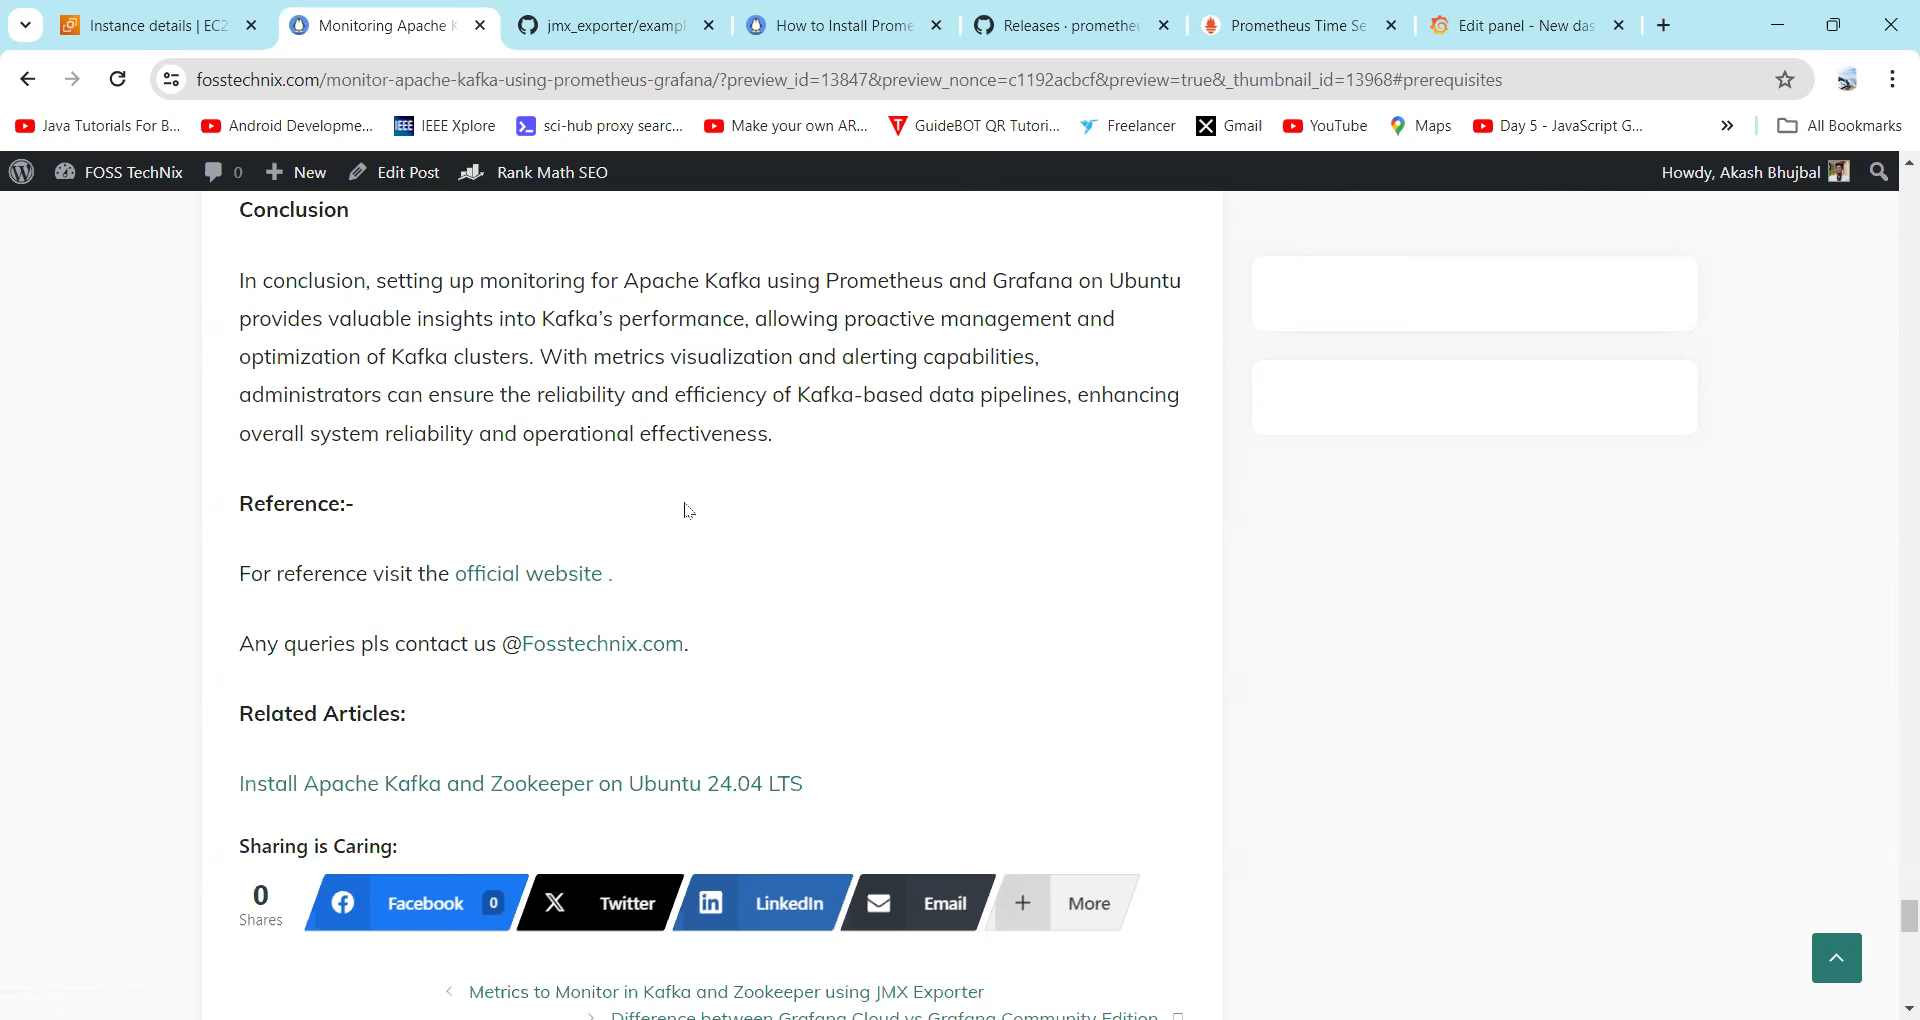 Instance details | EC2
Monitoring Apache K
jmx_exporter/exampl
How to Install Prome
Releases · promethe
Prometheus Time Se
Edit panel - New das
fosstechnix.com/monitor-apache-kafka-using-prometheus-grafana/?preview_id=13847&preview_nonce=c1192acbcf&preview=true&_thumbnail_id=13968#prerequisites
Java Tutorials For B...
Android Developme...
IEEE Xplore
sci-hub proxy searc...
Make your own AR...
GuideBOT QR Tutori...
Freelancer
Gmail
YouTube
Maps
Day 5 - JavaScript G...
All Bookmarks
FOSS TechNix
0
New
Edit Post
Rank Math SEO
Howdy, Akash Bhujbal
Conclusion
In conclusion, setting up monitoring for Apache Kafka using Prometheus and Grafana on Ubuntu
provides valuable insights into Kafka's performance, allowing proactive management and
optimization of Kafka clusters. With metrics visualization and alerting capabilities,
administrators can ensure the reliability and efficiency of Kafka-based data pipelines, enhancing
overall system reliability and operational effectiveness.
Reference:-
For reference visit the official website .
Any queries pls contact us @Fosstechnix.com.
Related Articles:
Install Apache Kafka and Zookeeper on Ubuntu 24.04 LTS
Sharing is Caring:
0
Shares
Facebook 0
Twitter
LinkedIn
Email
More
Metrics to Monitor in Kafka and Zookeeper using JMX Exporter
Difference between Grafana Cloud vs Grafana Community Edition